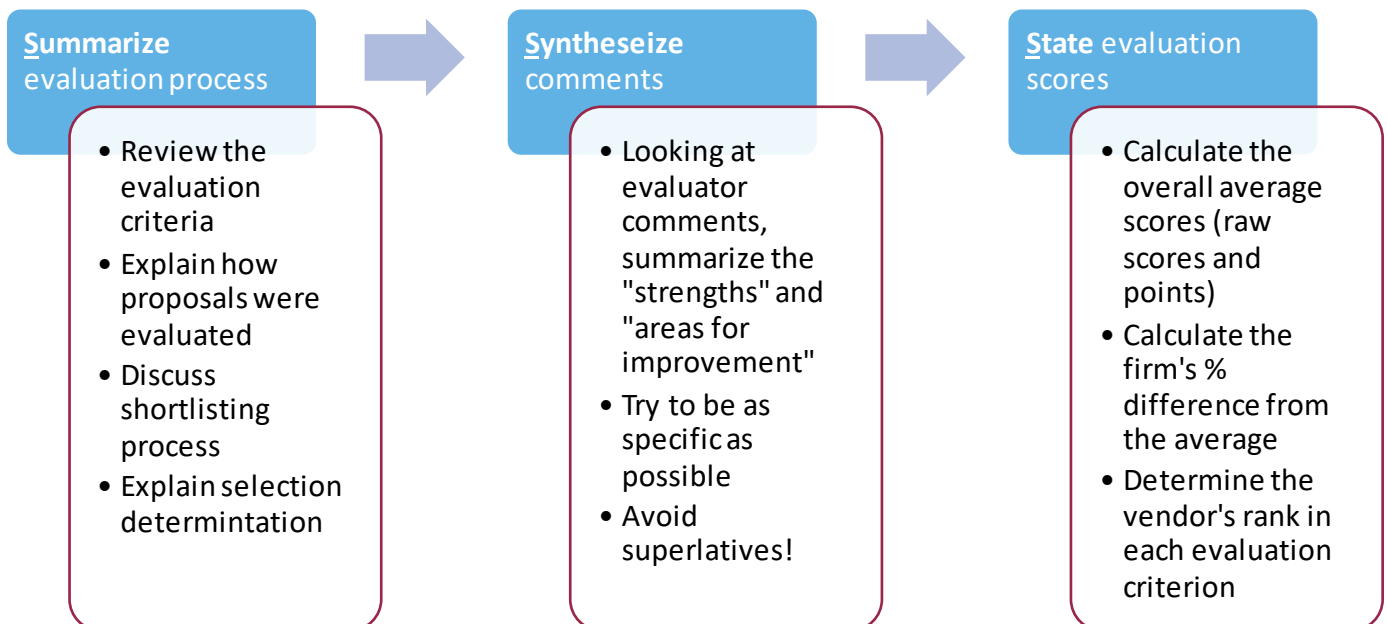 Summarize
evaluation process
• Review the
evaluation
criteria
• Explain how
proposals were
evaluated
• Discuss
shortlisting
process
• Explain selection
determintation
Syntheseize
comments
• Looking at
evaluator
comments,
summarize the
"strengths" and
"areas for
improvement"
• Try to be as
specific as
possible
• Avoid
superlatives!
State evaluation
scores
• Calculate the
overall average
scores (raw
scores and
points)
• Calculate the
firm's %
difference from
the average
• Determine the
vendor's rank in
each evaluation
criterion